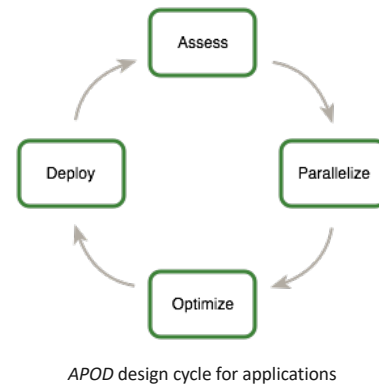 Assess
Deploy
Parallelize
Optimize
APOD design cycle for applications